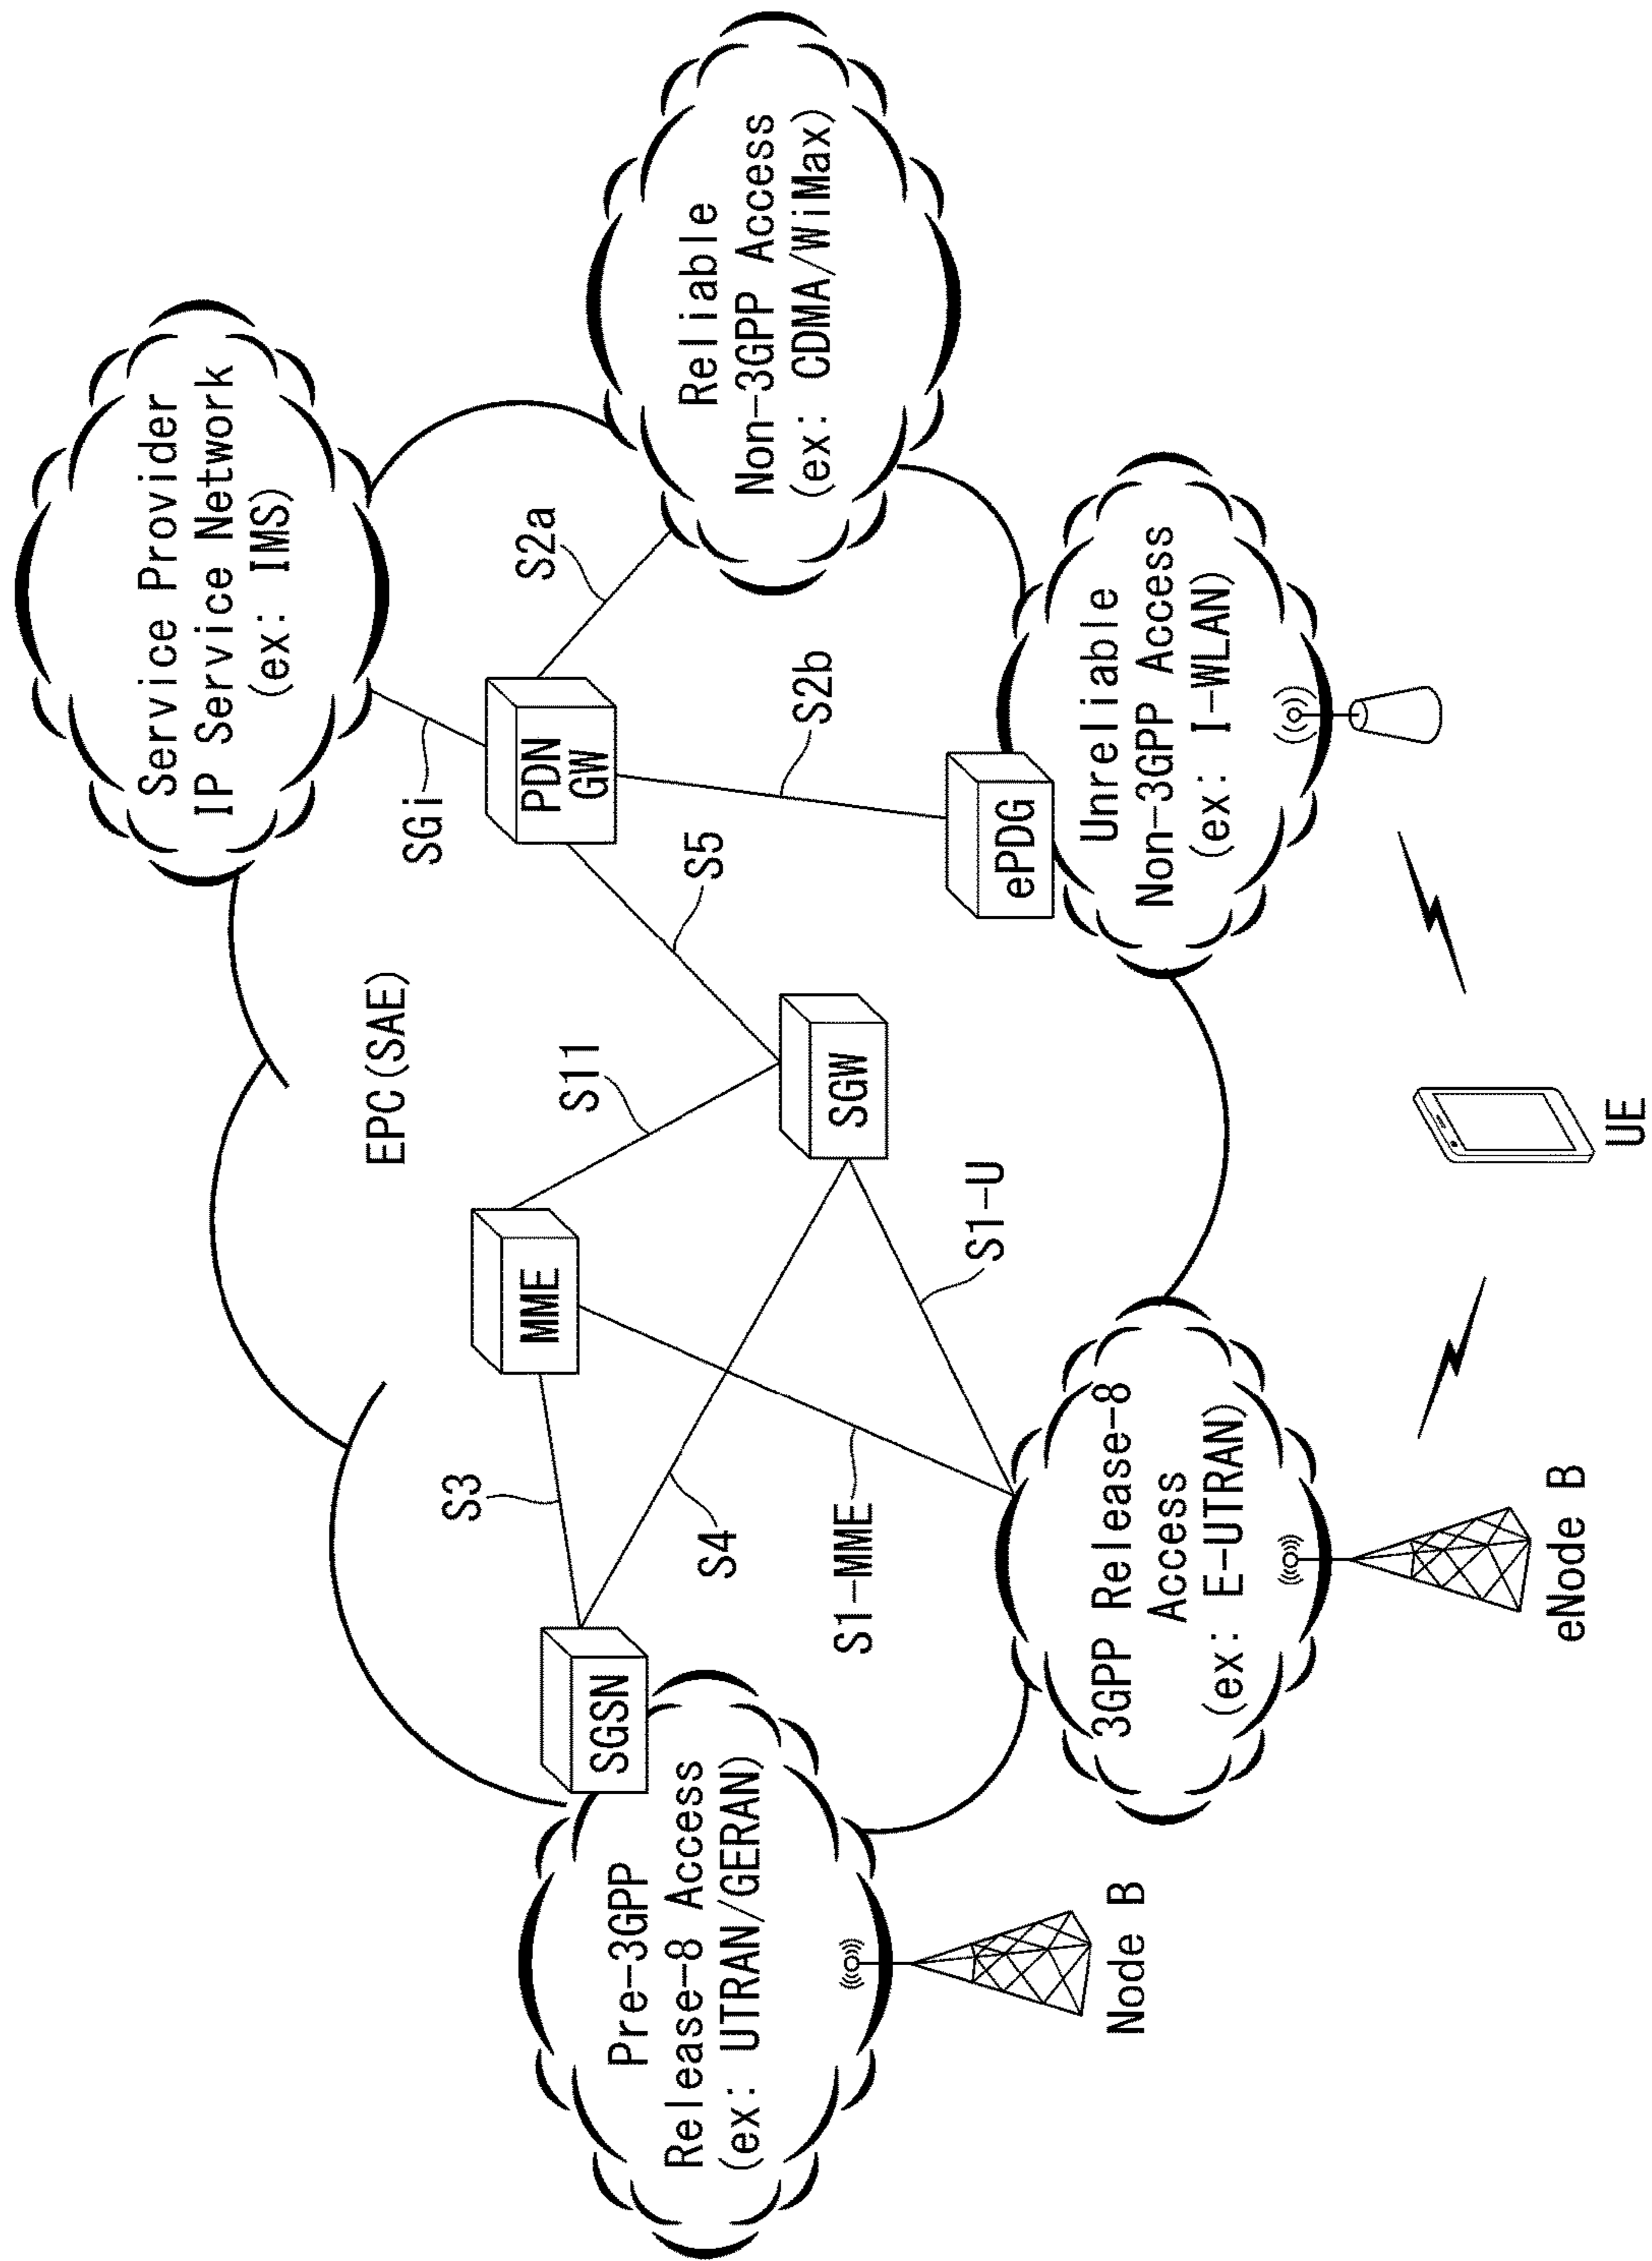 Service Provider
IP Service Network
(ex: IMS)
SGi
EPC(SAE)
PDN
GW
S2a
Reliable
Non-3GPP Access
(ex: CDMA/WiMax)
S11
S5
S2b
MME
SGW
ePDG
S3
S4
S1-MME
S1-U
SGSN
Unreliable
Non-3GPP Access
(ex: I-WLAN)
Pre-3GPP
Release-8 Access
(ex: UTRAN/GERAN)
3GPP Release-8
Access
(ex: E-UTRAN)
Node B
eNode B
UE